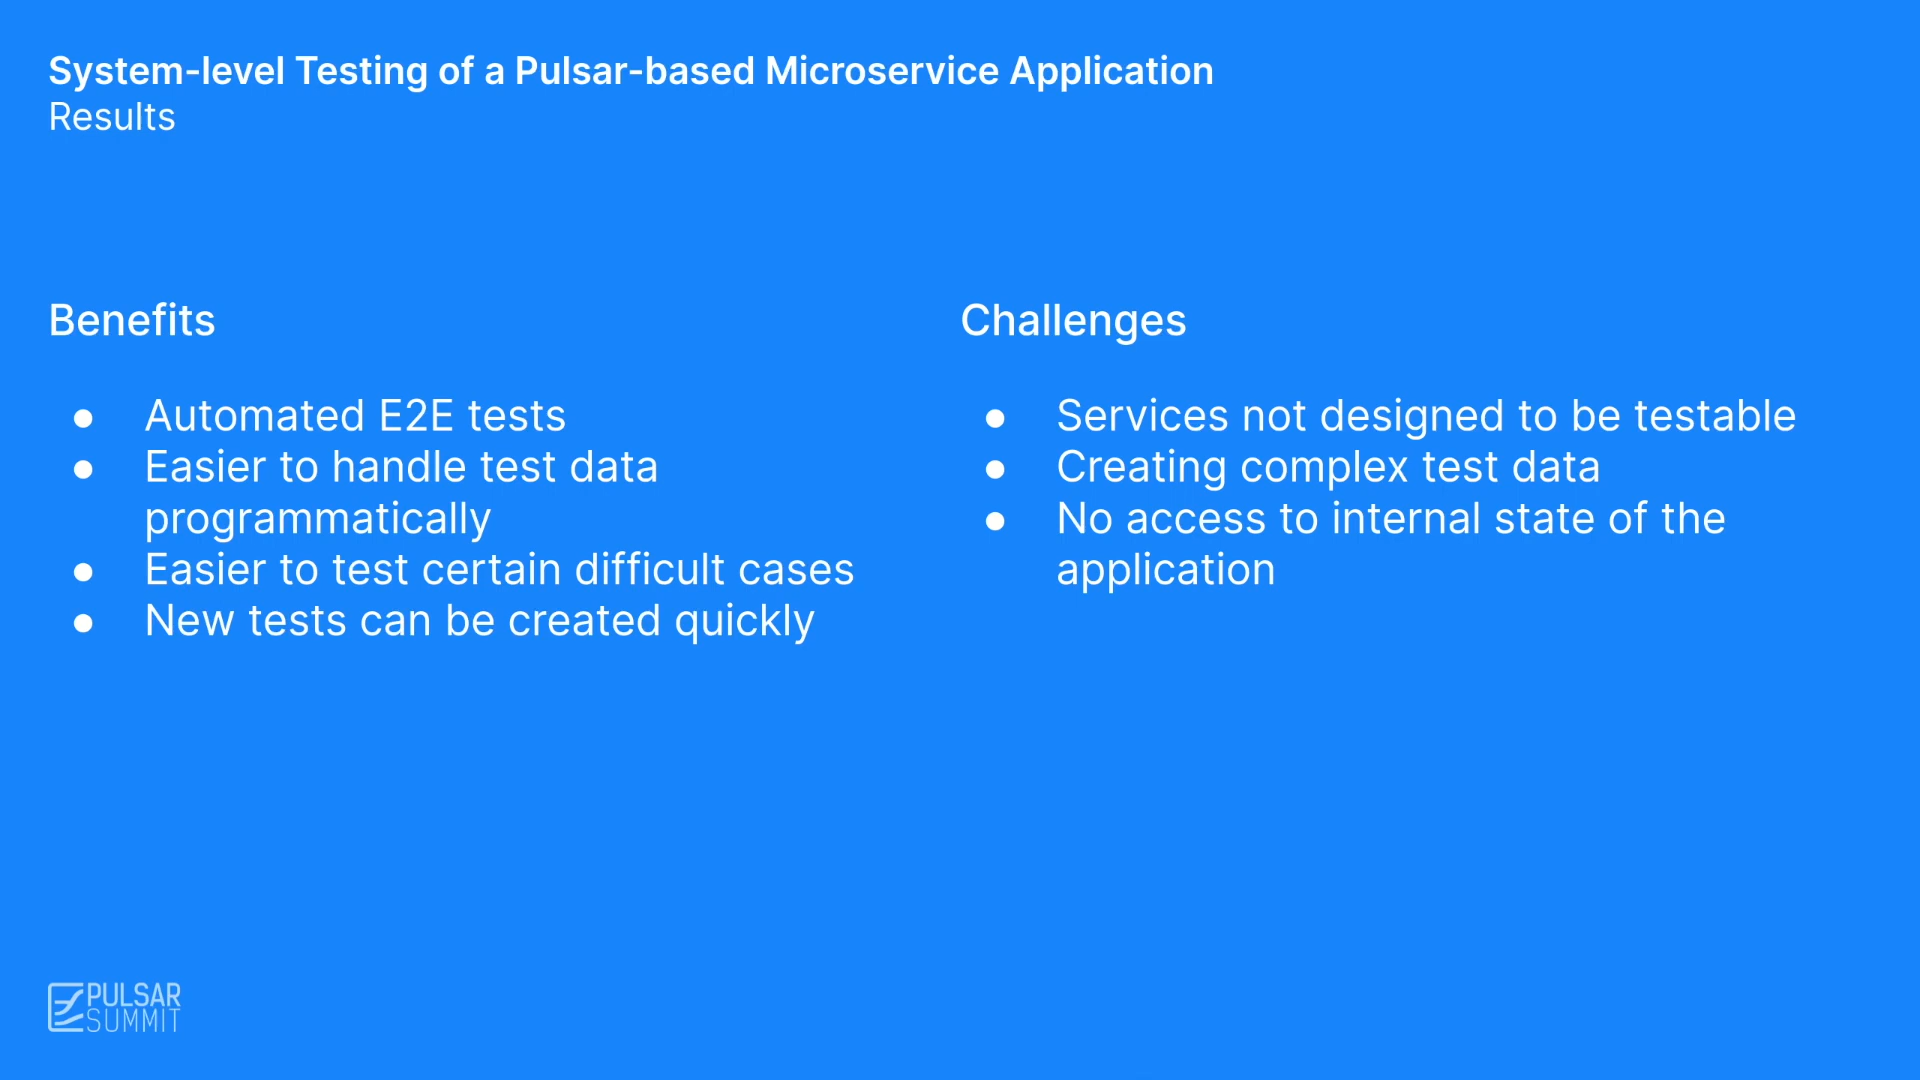 System-level Testing of a Pulsar-based Microservice Application
Results
Benefits
● Automated E2E tests
● Easier to handle test data
programmatically
● Easier to test certain difficult cases
● New tests can be created quickly
Challenges
● Services not designed to be testable
● Creating complex test data
● No access to internal state of the
application
PULSAR
SUMMIT